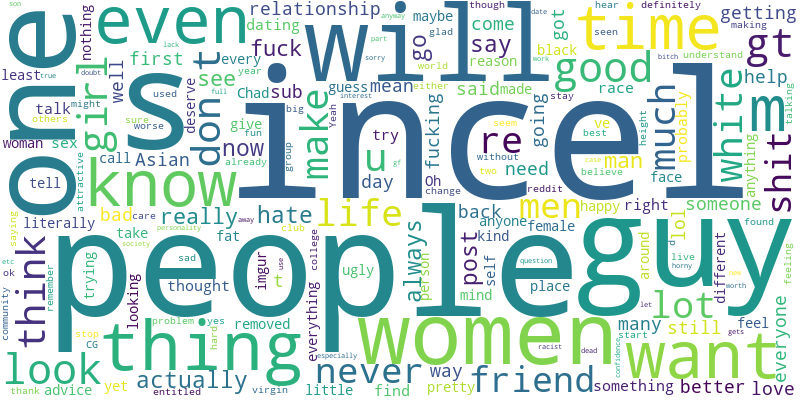 incel
people
will
one
s
guy
women
thing
know
even
time
want
life
look
men
good
girl
don
t
gt
m
re
u
much
white
shit
friend
never
think
make
lot
really
hate
actually
always
post
now
see
say
go
fuck
relationship
come
got
getting
dating
maybe
though
hear
definitely
making
seen
understand
black
reason
help
race
said
made
guess
mean
either
world
stay
sub
Chad
big
try
fucking
going
ve
best
man
need
without
two
believe
case
face
probably
anything
talking
bitch
work
date
glad
part
sorry
anyway
lack
doubt
full
year
every
first
well
nothing
son
least
true
talk
might
others
used
sure
worse
deserve
give
fun
already
group
interest
Yeah
day
Oh
change
reddit
seem
gf
height
woman
sex
call
Asian
tell
attractive
literally
bad
care
take
fat
away
club
back
anyone
kind
female
happy
right
lol
someone
found
saying
ok
etc
community
remember
trying
looking
society
personality
sad
thought
imgur
t
ugly
person
self
mind
place
question
around
live
horny
d
new
worth
different
feeling
everyone
many
still
feel
start
let
gets
stop
CG
problem
yes
hard
removed
everything
college
use
especially
racist
dead
confidence
thank
advice
yet
entitled
virgin
little
find
pretty
way
something
better
love